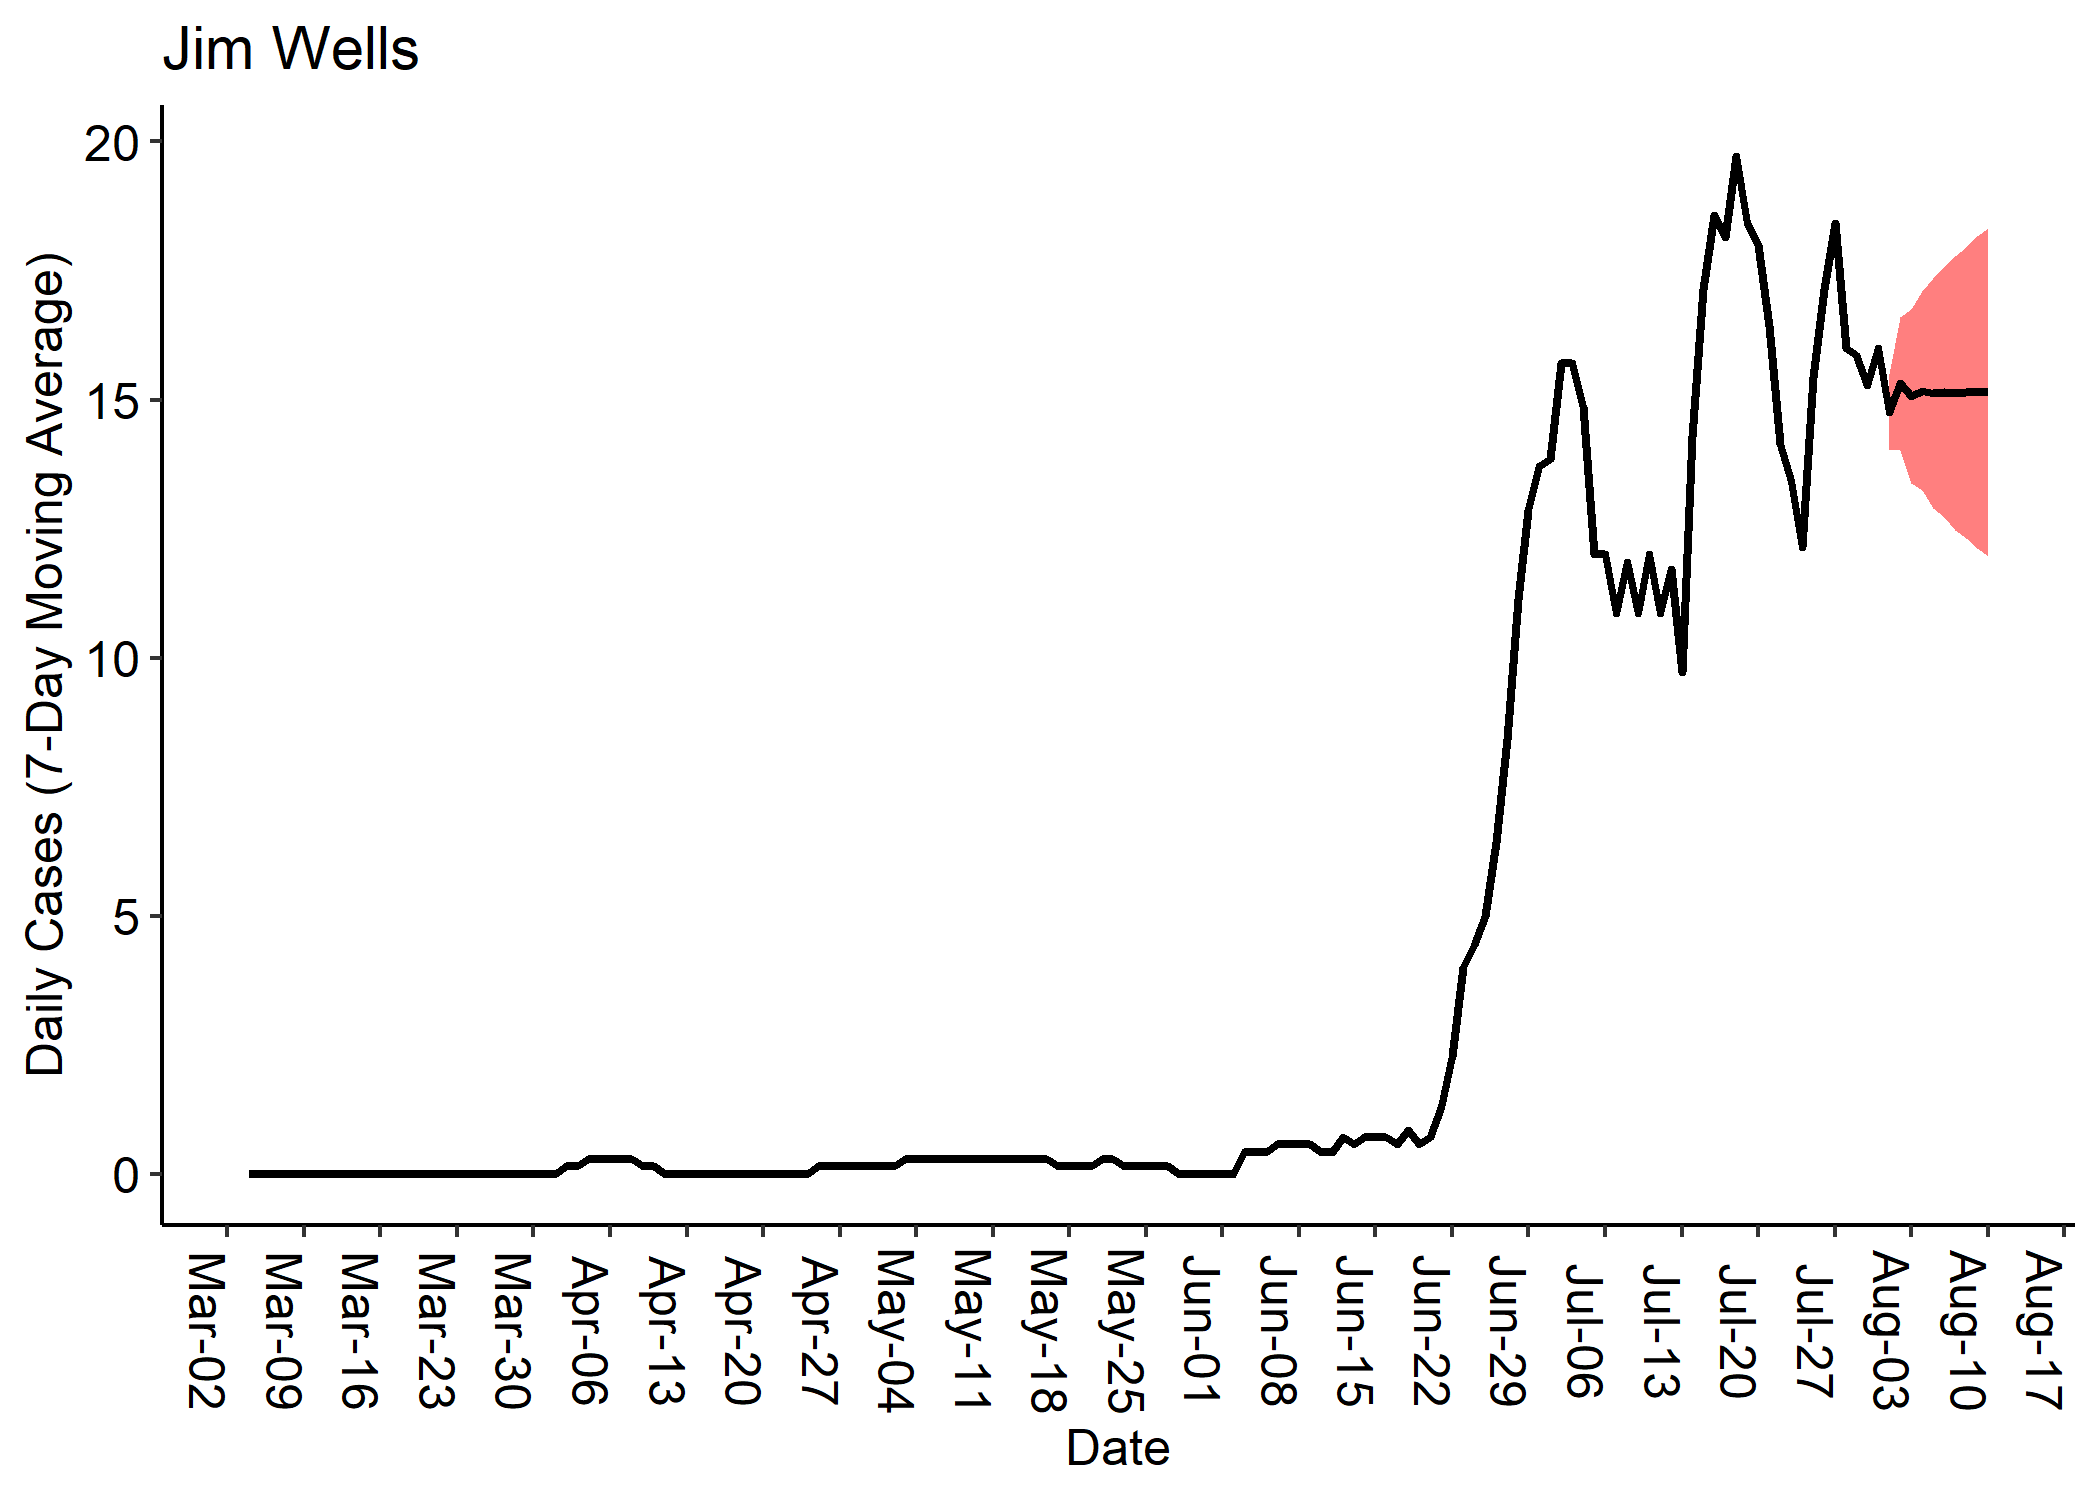 Jim Wells
Daily Cases (7-Day Moving Average)
20
15
10
5
0
Mar-02
Mar-09
Mar-16
Mar-23
Mar-30
Apr-06
Apr-13
Apr-20
Apr-27
May-04
May-11
May-18
May-25
Jun-01
Jun-08
Jun-15
Jun-22
Jun-29
Jul-06
Jul-13
Jul-20
Jul-27
Aug-03
Aug-10
Aug-17
Date